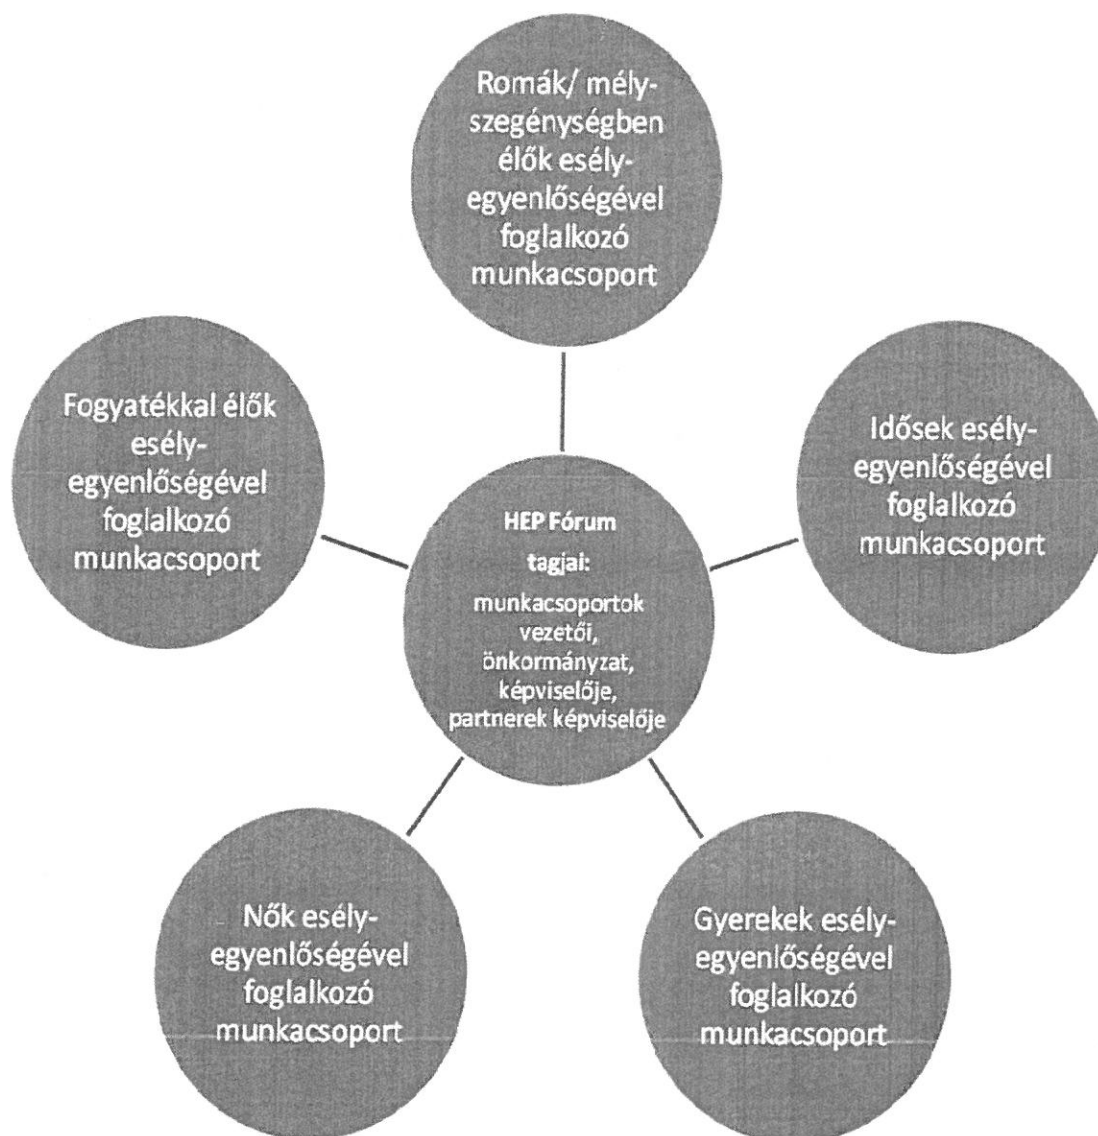 Romák/ mély-
szegénységben
élők esély-
egyenlőségével
foglalkozó
munkacsoport
Fogyatékkal élők
esély-
egyenlőségével
foglalkozó
munkacsoport
Idősek esély-
egyenlőségével
foglalkozó
munkacsoport
HEP Fórum
tagjai:
munkacsoportok
vezetői,
önkormányzat,
képviselője,
partnerek képviselője
Nők esély-
egyenlőségével
foglalkozó
munkacsoport
Gyerekek esély-
egyenlőségével
foglalkozó
munkacsoport